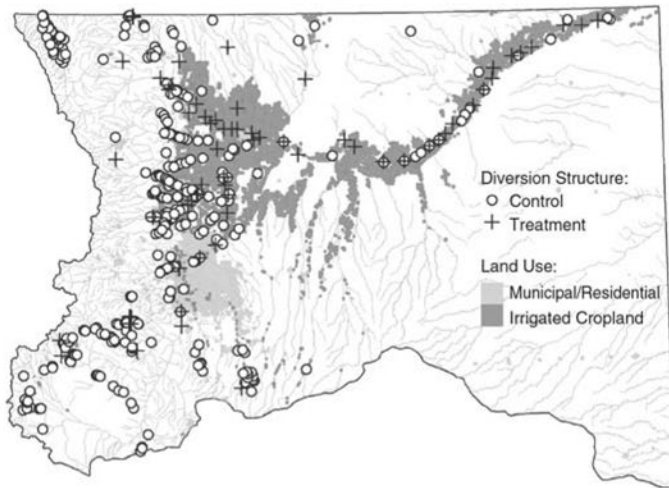 Diversion Structure:
Control
Treatment
Land Use:
Municipal/Residential
Irrigated Cropland